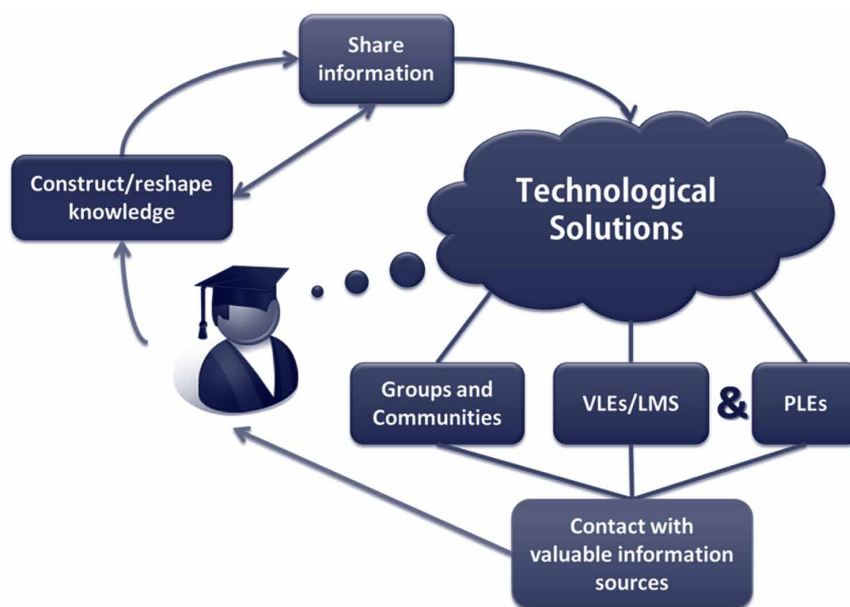 Share
information
Construct/reshape
knowledge
Technological
Solutions
Groups and
Communities
VLEs/LMS
&
PLEs
Contact with
valuable information
sources